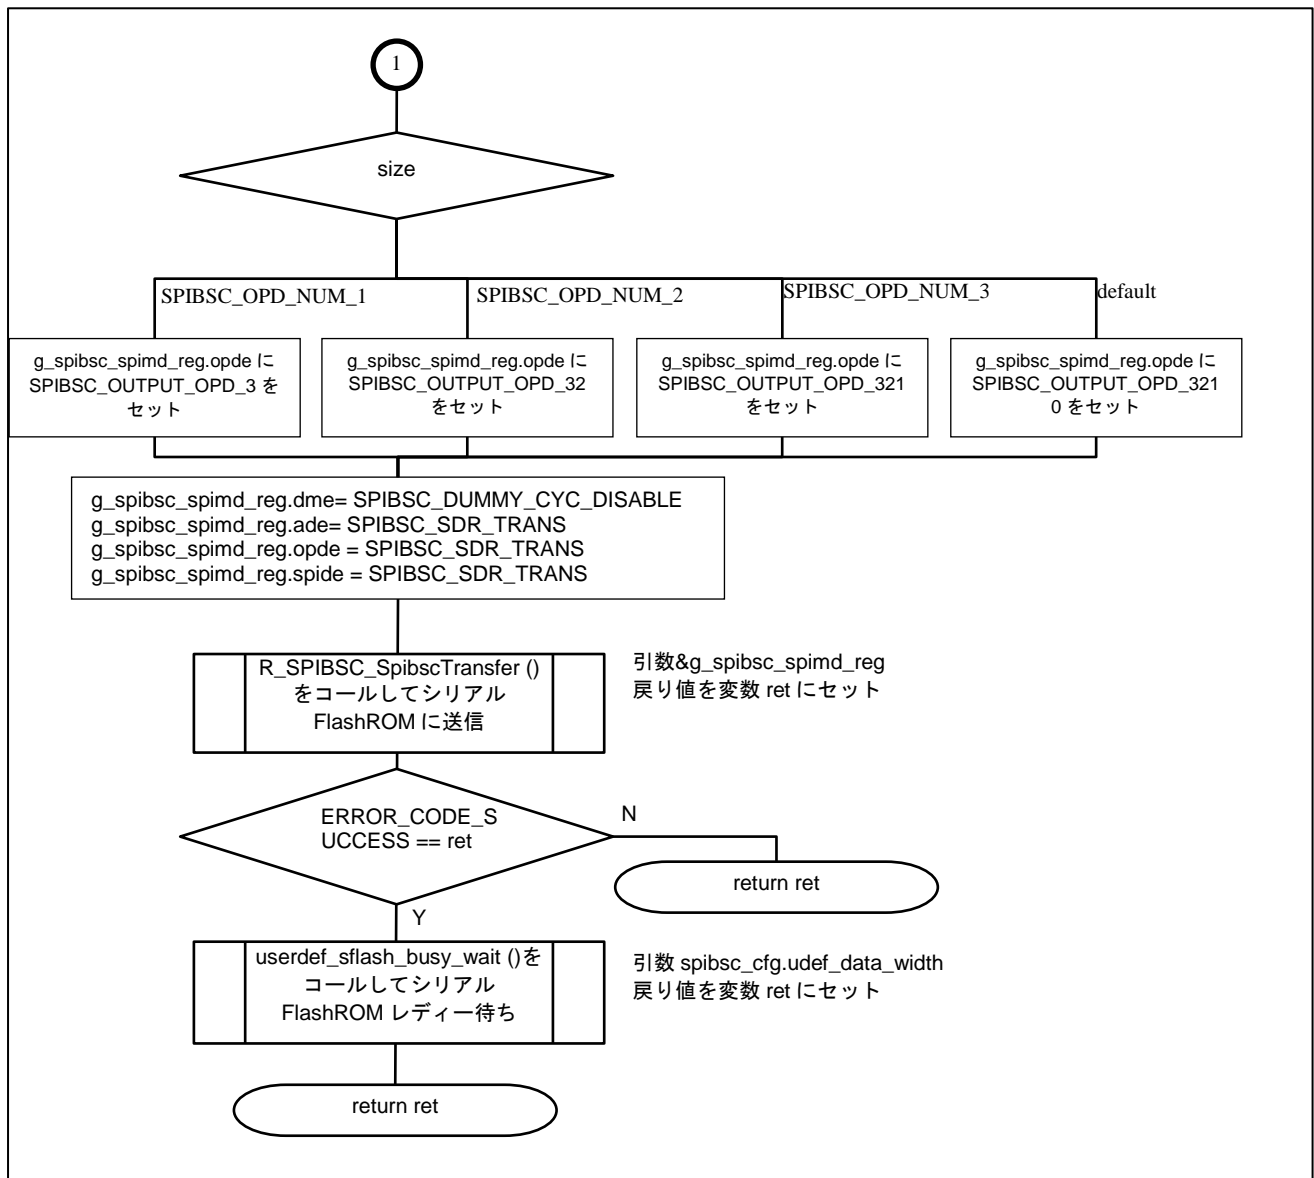 1
size
SPIBSC_OPD_NUM_1
SPIBSC_OPD_NUM_2
SPIBSC_OPD_NUM_3
default
g_spibsc_spimd_reg.opde に
SPIBSC_OUTPUT_OPD_3 を
セット
g_spibsc_spimd_reg.opde に
SPIBSC_OUTPUT_OPD_32
をセット
g_spibsc_spimd_reg.opde に
SPIBSC_OUTPUT_OPD_321
をセット
g_spibsc_spimd_reg.opde に
SPIBSC_OUTPUT_OPD_321
0 をセット
g_spibsc_spimd_reg.dme= SPIBSC_DUMMY_CYC_DISABLE
g_spibsc_spimd_reg.ade= SPIBSC_SDR_TRANS
g_spibsc_spimd_reg.opde = SPIBSC_SDR_TRANS
g_spibsc_spimd_reg.spide = SPIBSC_SDR_TRANS
R_SPIBSC_SpibscTransfer ()
をコールしてシリアル
FlashROM に送信
引数&g_spibsc_spimd_reg
戻り値を変数 ret にセット
ERROR_CODE_S
UCCESS == ret
N
return ret
Y
userdef_sflash_busy_wait ()を
コールしてシリアル
FlashROM レディー待ち
引数 spibsc_cfg.udef_data_width
戻り値を変数 ret にセット
return ret